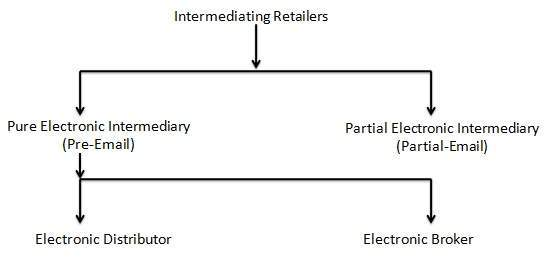 Intermediating Retailers
Pure Electronic Intermediary
(Pre-Email)
Partial Electronic Intermediary
(Partial-Email)
Electronic Distributor
Electronic Broker